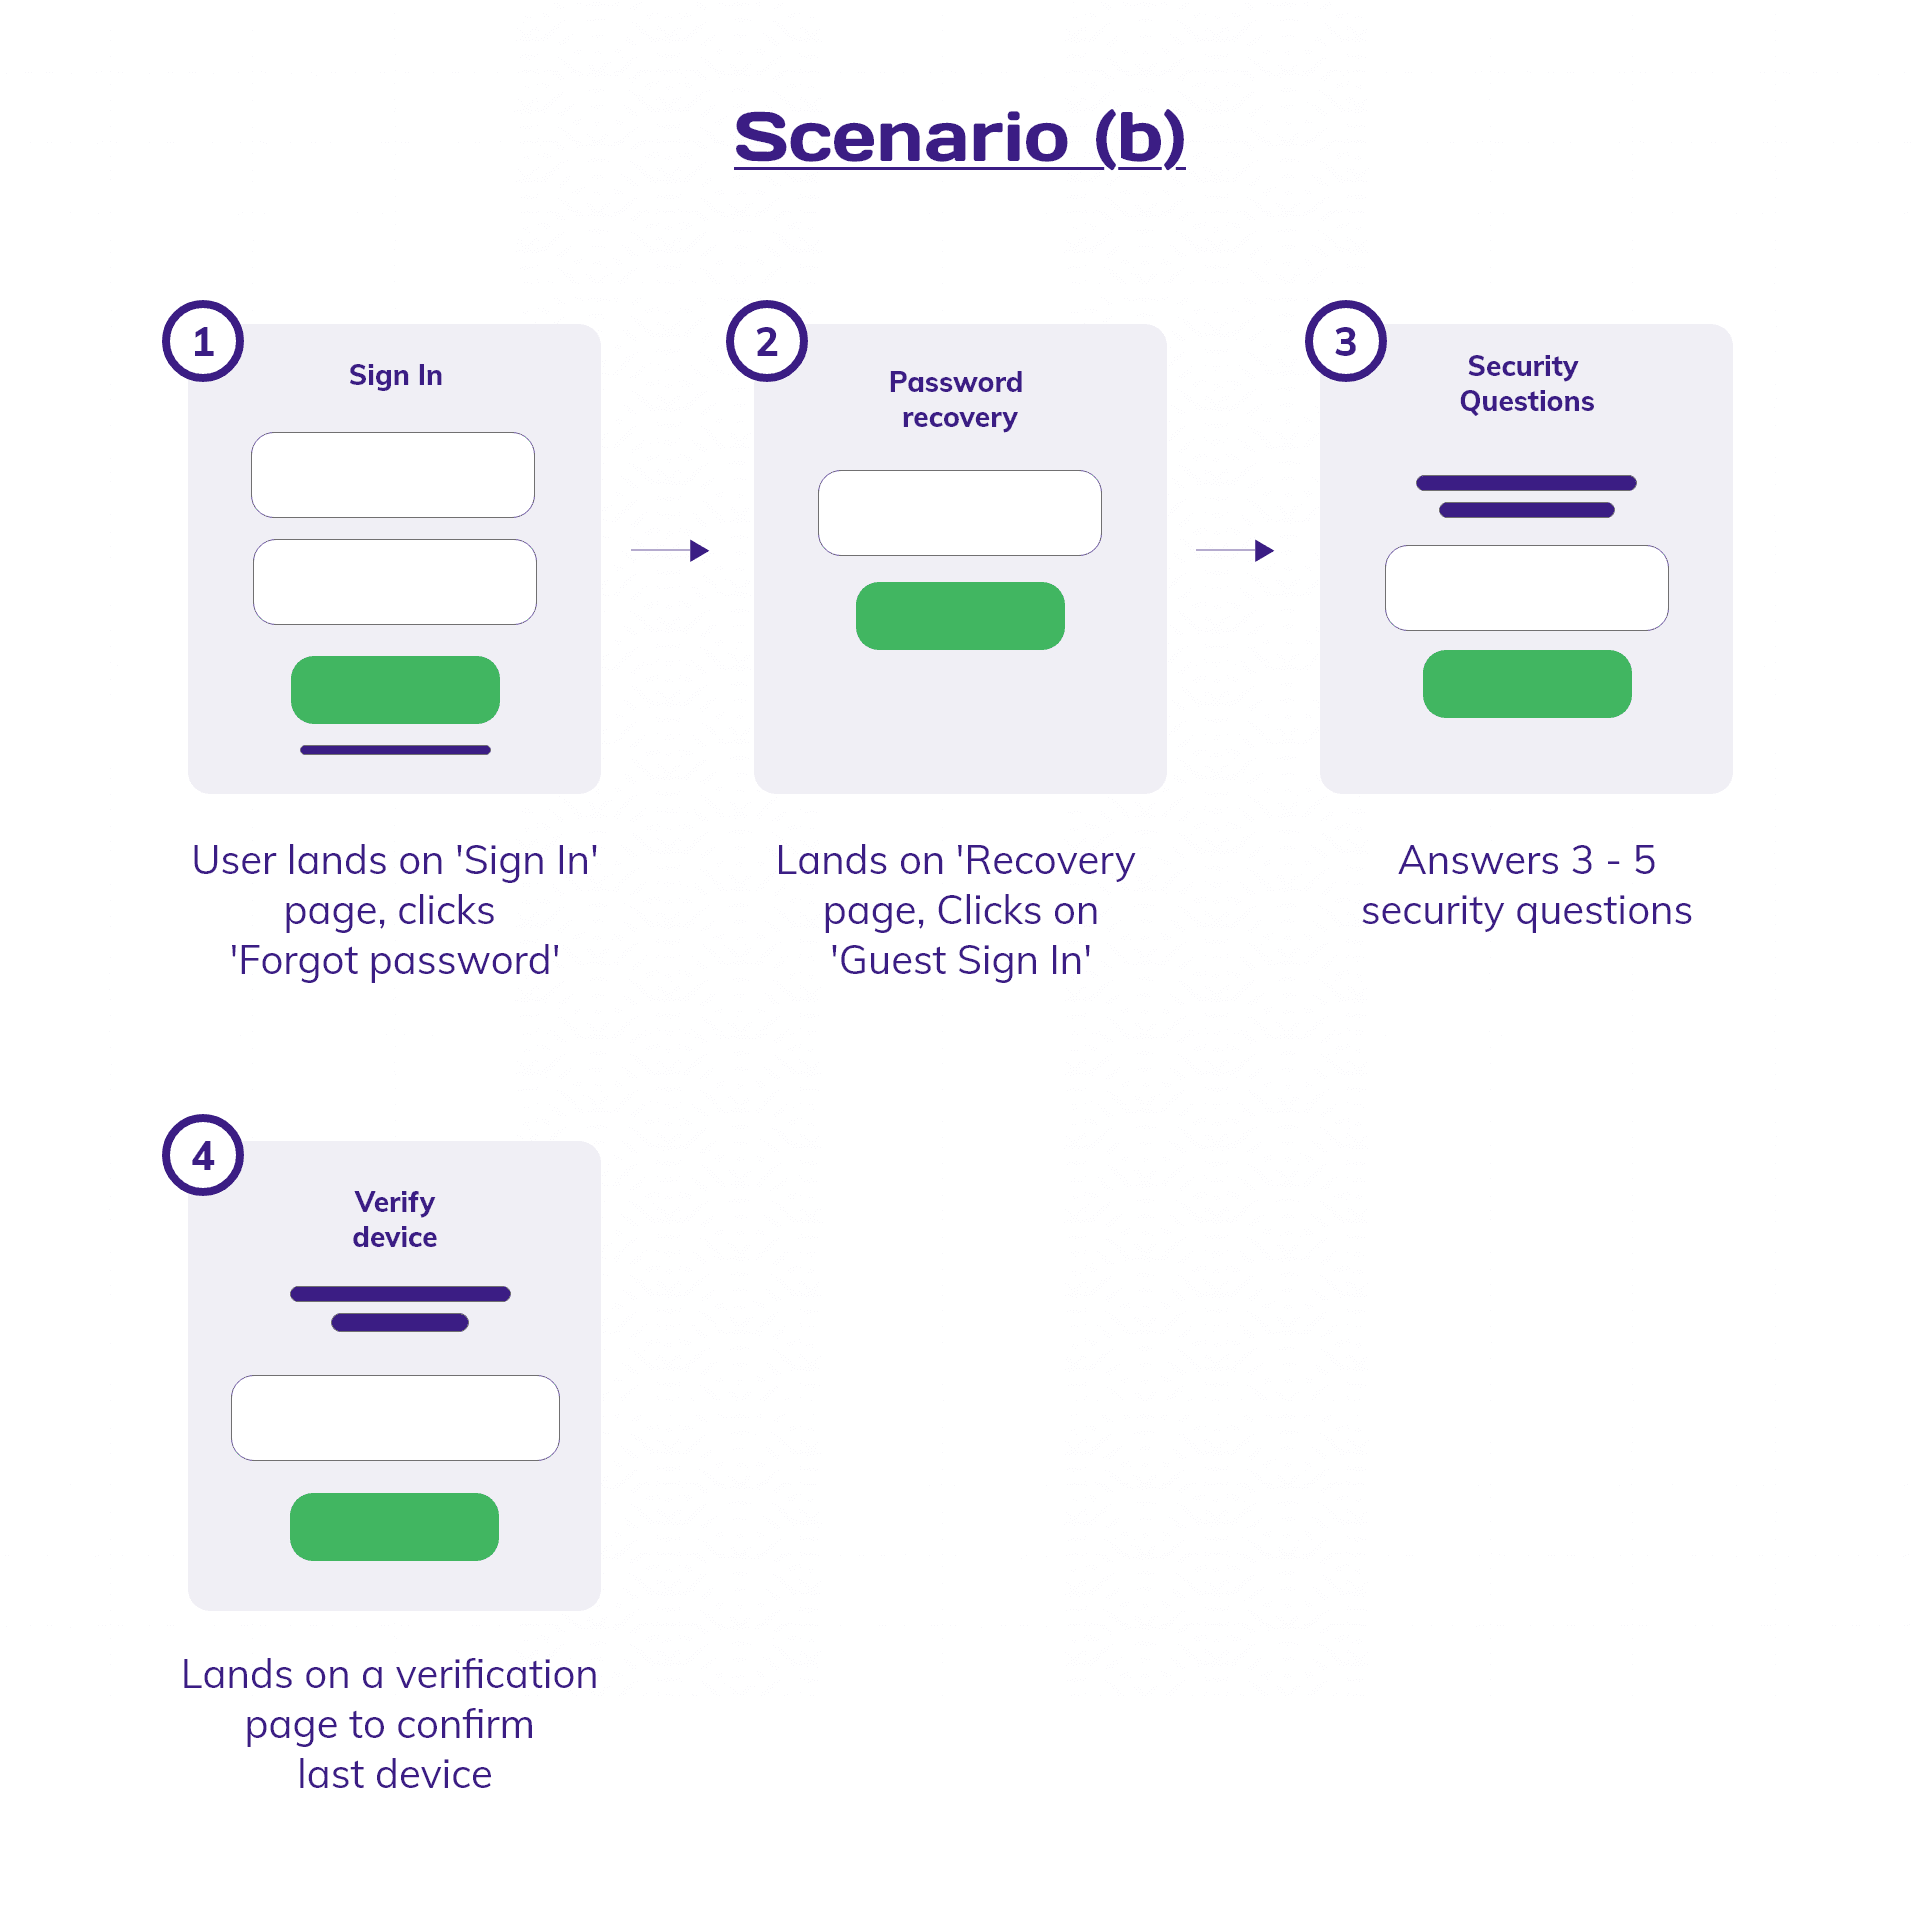 Scenario (b)
1
Sign In
User lands on 'Sign In'
page, clicks
'Forgot password'
2
Password
recovery
Lands on 'Recovery
page, Clicks on
'Guest Sign In'
3
Security
Questions
Answers 3 - 5
security questions
4
Verify
device
Lands on a verification
page to confirm
last device